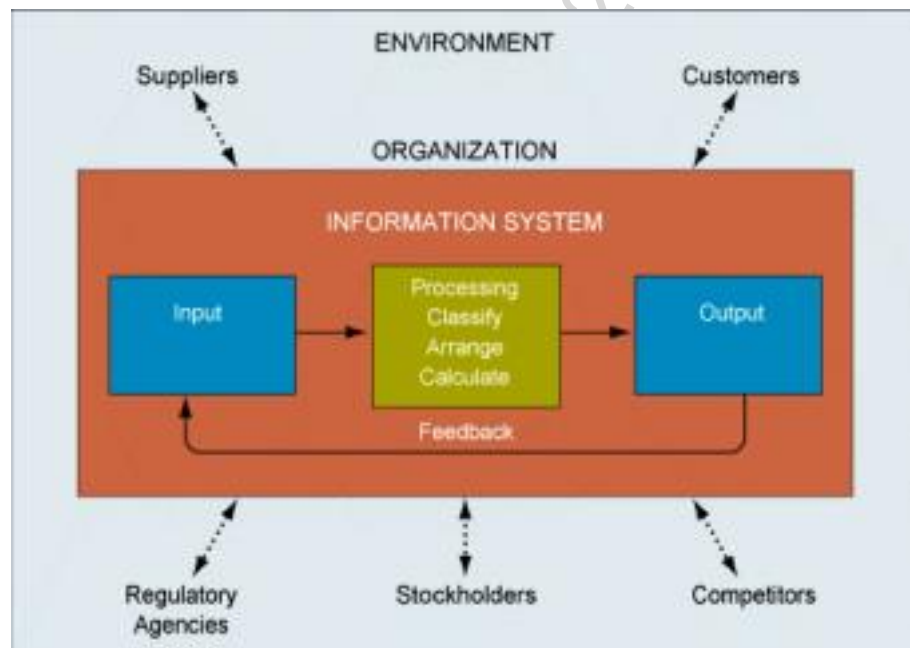 ENVIRONMENT
Suppliers
Customers
ORGANIZATION
INFORMATION SYSTEM
Input
Processing
Classify
Arrange
Calculate
Output
Feedback
Regulatory
Agencies
Stockholders
Competitors